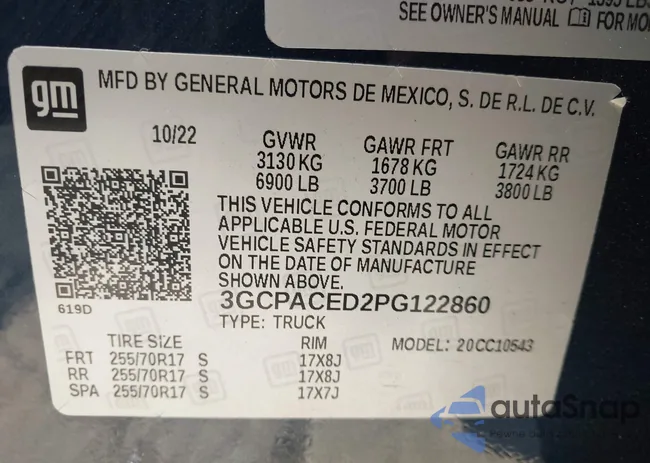 SEE OWNER'S MANUAL FOR
gm
MFD BY GENERAL MOTORS DE MEXICO, S. DE R.L. DE C.V.
10/22 GVWR GAWR FRT GAWR RR
3130 KG 1678 KG 1724 KG
6900 LB 3700 LB 3800 LB
THIS VEHICLE CONFORMS TO ALL
APPLICABLE U.S. FEDERAL MOTOR
VEHICLE SAFETY STANDARDS IN EFFECT
ON THE DATE OF MANUFACTURE
SHOWN ABOVE.
3GCPACED2PG122860
619D
TYPE: TRUCK
TIRE SIZE RIM MODEL: 20CC10543
FRT 255/70R17 S 17X8J
RR 255/70R17 S 17X8J
SPA 255/70R17 S 17X7J
autoSnap